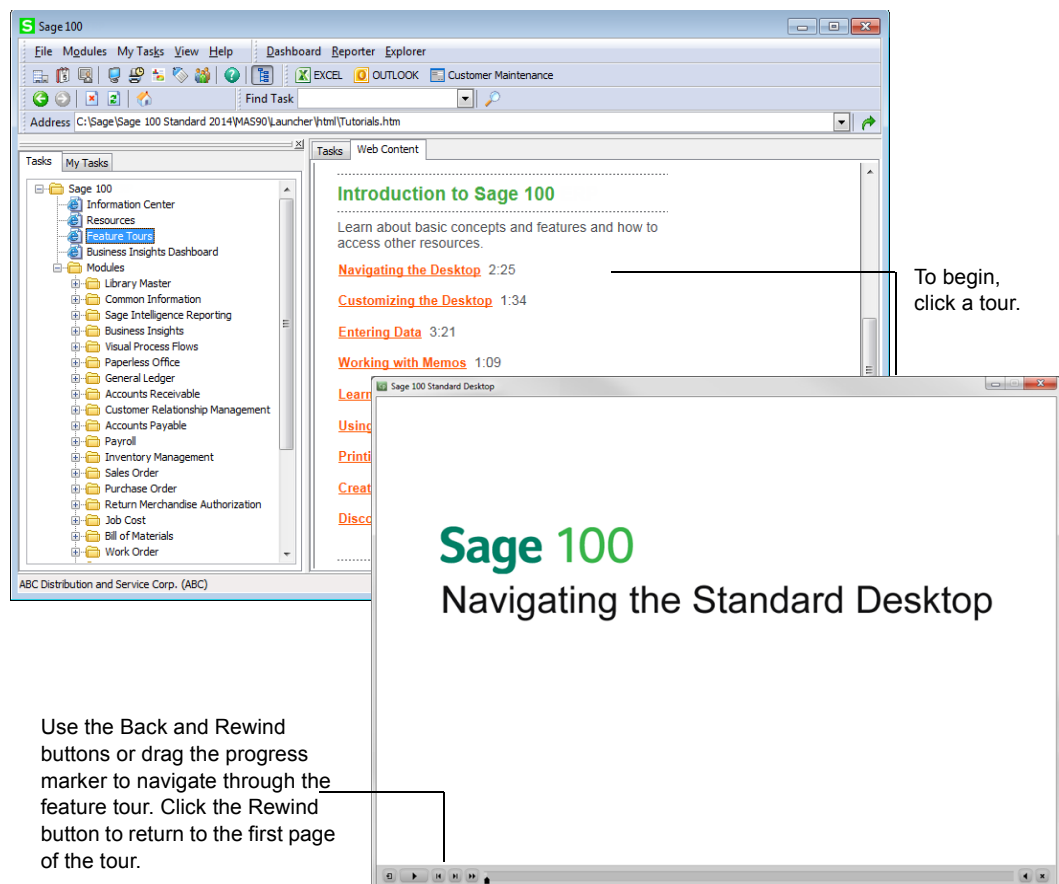 Sage 100
File Modules My Tasks View Help Dashboard Reporter Explorer
EXCEL OUTLOOK Customer Maintenance
Find Task
Address C:\Sage\Sage 100 Standard 2014\MAS90\Launcher\html\Tutorials.htm
Tasks My Tasks
Sage 100
Information Center
Resources
Feature Tours
Business Insights Dashboard
Modules
Library Master
Common Information
Sage Intelligence Reporting
Business Insights
Visual Process Flows
Paperless Office
General Ledger
Accounts Receivable
Customer Relationship Management
Accounts Payable
Payroll
Inventory Management
Sales Order
Purchase Order
Return Merchandise Authorization
Job Cost
Bill of Materials
Work Order
ABC Distribution and Service Corp. (ABC)
Tasks Web Content
Introduction to Sage 100
Learn about basic concepts and features and how to
access other resources.
Navigating the Desktop 2:25
Customizing the Desktop 1:34
Entering Data 3:21
Working with Memos 1:09
Learn
Using
Printi
Creat
Disco
To begin,
click a tour.
Sage 100 Standard Desktop
Sage 100
Navigating the Standard Desktop
Use the Back and Rewind
buttons or drag the progress
marker to navigate through the
feature tour. Click the Rewind
button to return to the first page
of the tour.